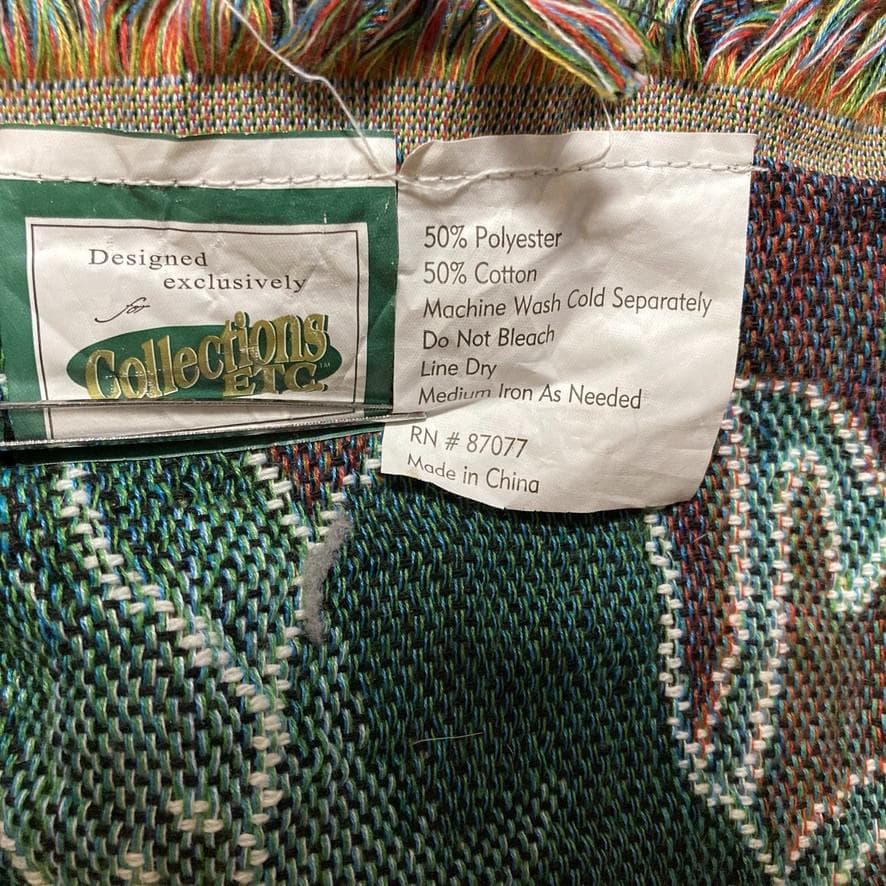 Designed
exclusively
for
Collections
ETC.™
50% Polyester
50% Cotton
Machine Wash Cold Separately
Do Not Bleach
Line Dry
Medium Iron As Needed
RN # 87077
Made in China